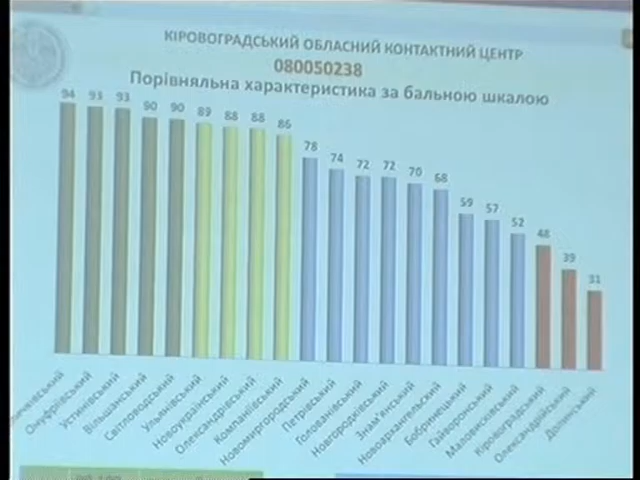 КІРОВОГРАДСЬКИЙ ОБЛАСНИЙ КОНТАКТНИЙ ЦЕНТР
080050238
Порівняльна характеристика за бальною шкалою
94 93 93 90 90 89 88 88 86 78 74 72 72 70 68 59 57 52 48 39 31
Онуфріївський
Устинівський
Вільшанський
Світловодський
Ульянівський
Новоукраїнський
Олександрівський
Компаніївський
Новомиргородський
Петрівський
Голованівський
Новгородківський
Знам'янський
Новоархангельський
Бобринецький
Гайворонський
Маловисківський
Кіровоградський
Олександрійський
Долинський